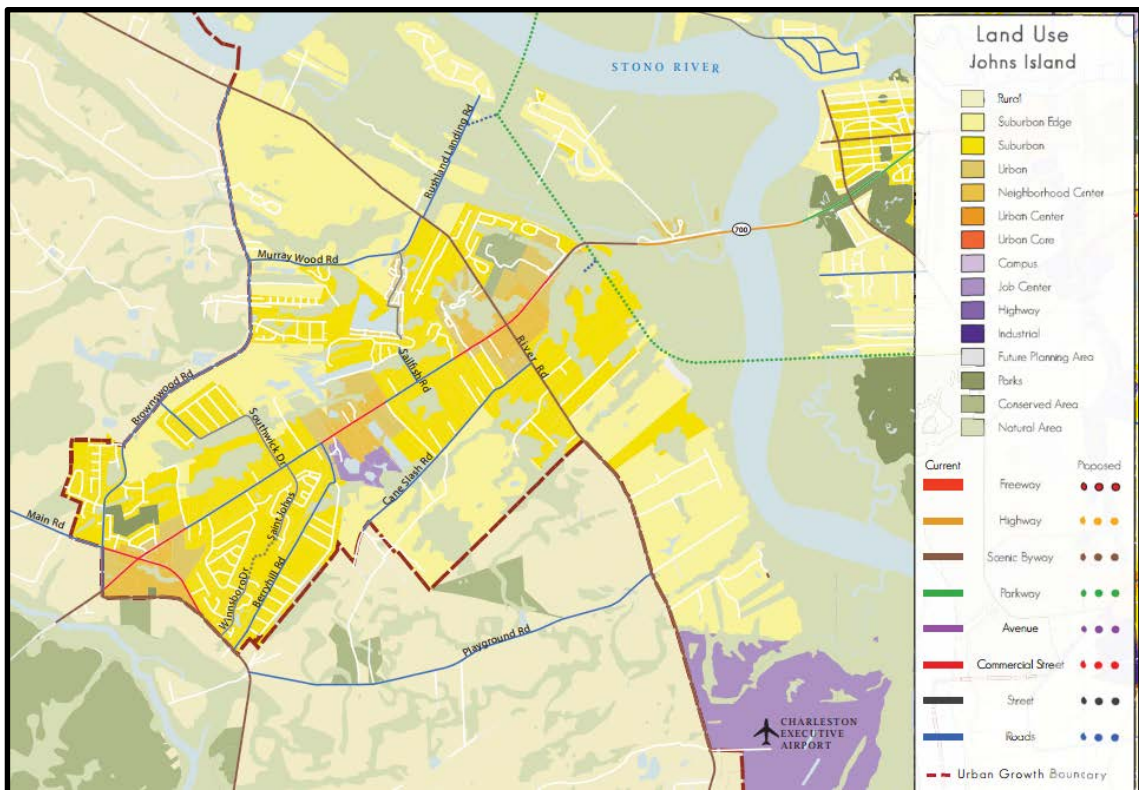 Land Use
Johns Island
Rural
Suburban Edge
Suburban
Urban
Neighborhood Center
Urban Center
Urban Core
Campus
Job Center
Highway
Industrial
Future Planning Area
Parks
Conserved Area
Natural Area
Current
Proposed
Freeway
Highway
Scenic Byway
Parkway
Avenue
Commercial Street
Street
Roads
Urban Growth Boundary
STONO RIVER
Rushland Landing Rd
700
Murray Wood Rd
River Rd
Sailfish Rd
Brownswood Rd
Southwick Dr
Cane Slash Rd
Main Rd
Saint Johns
Winnsboro Dr
Berryhill Rd
Playground Rd
CHARLESTON
EXECUTIVE
AIRPORT